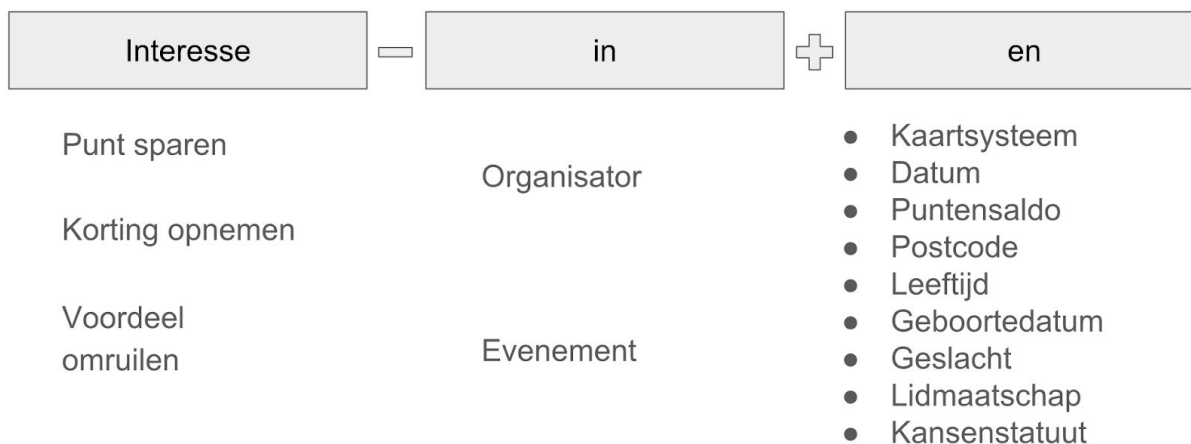 Interesse
in
en
Punt sparen
Korting opnemen
Voordeel
omruilen
Organisator
Evenement
● Kaartsysteem
● Datum
● Puntensaldo
● Postcode
● Leeftijd
● Geboortedatum
● Geslacht
● Lidmaatschap
● Kansenstatuut